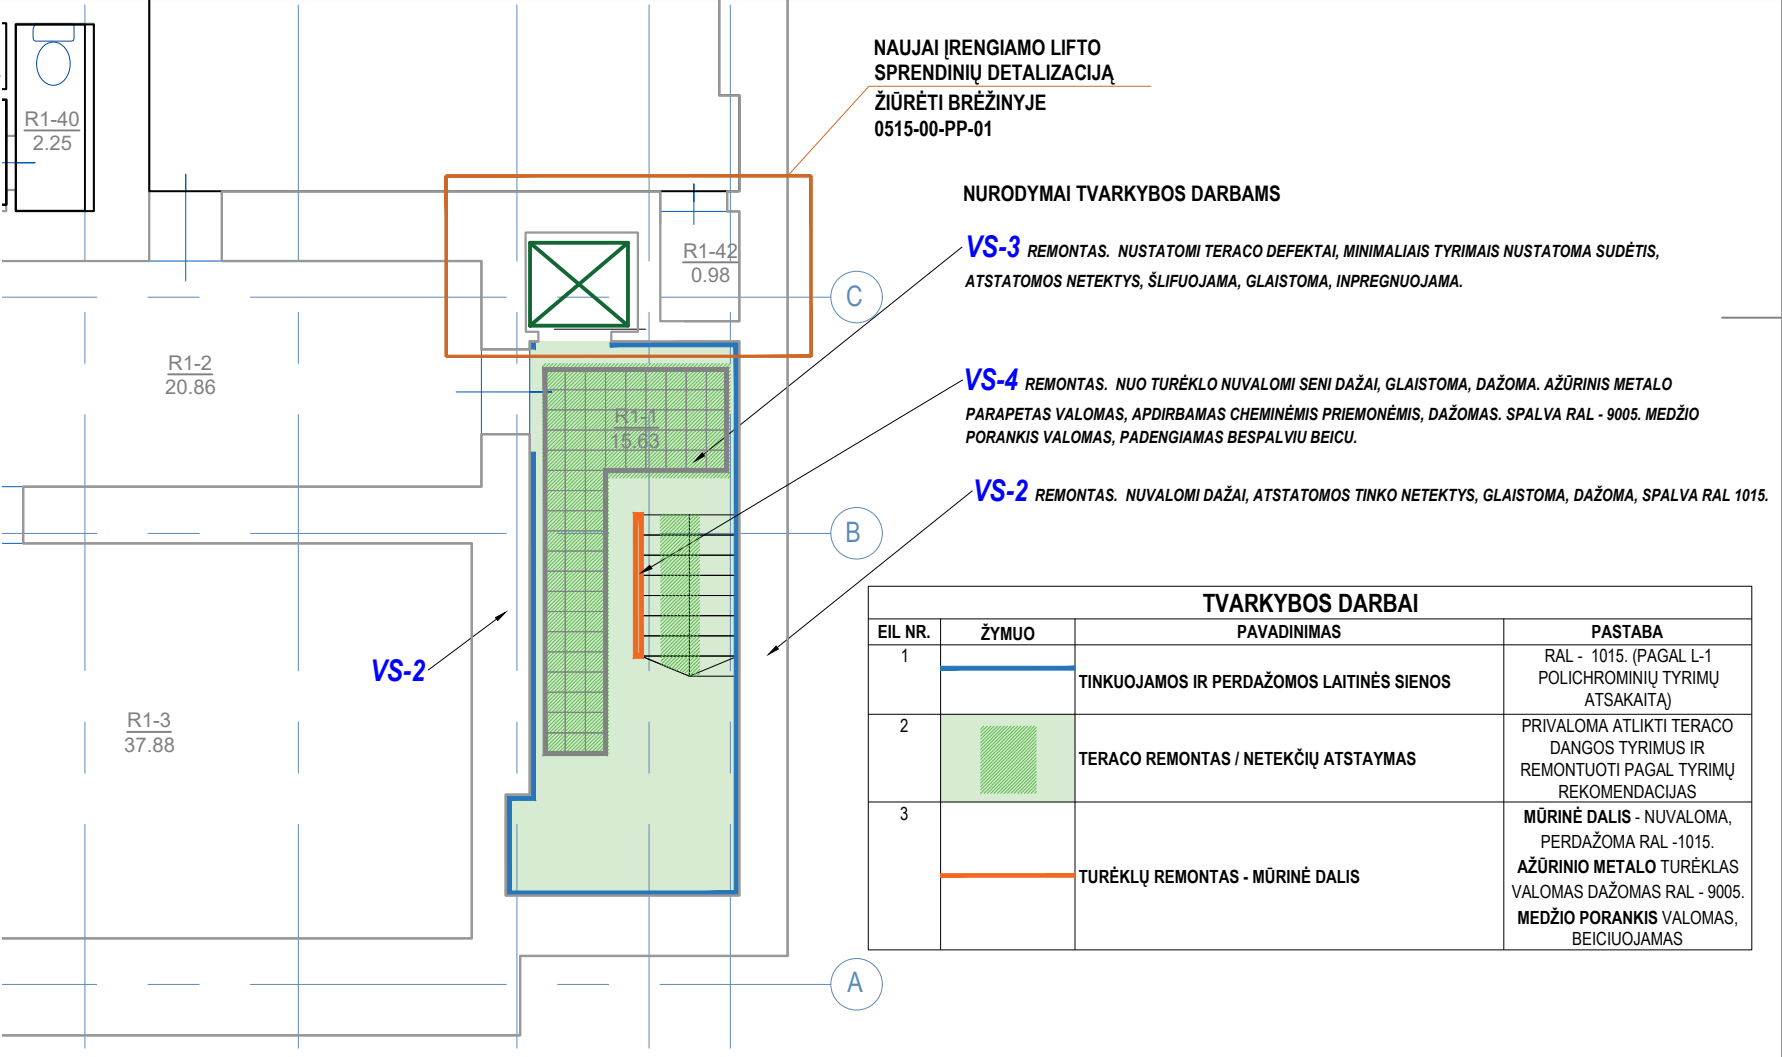 NAUJAI ĮRENGIAMO LIFTO
SPRENDINIŲ DETALIZACIJĄ
ŽIŪRĖTI BRĖŽINYJE
0515-00-PP-01
R1-40
2.25
NURODYMAI TVARKYBOS DARBAMS
VS-3 REMONTAS. NUSTATOMI TERACO DEFEKTAI, MINIMALIAIS TYRIMAIS NUSTATOMA SUDĖTIS,
ATSTATOMOS NETEKTYS, ŠLIFUOJAMA, GLAISTOMA, INPREGNUOJAMA.
R1-42
0.98
C
R1-2
20.86
VS-4 REMONTAS. NUO TURĖKLO NUVALOMI SENI DAŽAI, GLAISTOMA, DAŽOMA. AŽŪRINIS METALO
PARAPETAS VALOMAS, APDIRBAMAS CHEMINĖMIS PRIEMONĖMIS, DAŽOMAS. SPALVA RAL - 9005. MEDŽIO
PORANKIS VALOMAS, PADENGIAMAS BESPALVIU BEICU.
R1-1
15.63
VS-2 REMONTAS. NUVALOMI DAŽAI, ATSTATOMOS TINKO NETEKTYS, GLAISTOMA, DAŽOMA, SPALVA RAL 1015.
B
VS-2
R1-3
37.88
A
TVARKYBOS DARBAI
EIL NR. ŽYMUO PAVADINIMAS PASTABA
1
TINKUOJAMOS IR PERDAŽOMOS LAITINĖS SIENOS
RAL - 1015. (PAGAL L-1
POLICHROMINIŲ TYRIMŲ
ATSAKAITĄ)
2
TERACO REMONTAS / NETEKČIŲ ATSTAYMAS
PRIVALOMA ATLIKTI TERACO
DANGOS TYRIMUS IR
REMONTUOTI PAGAL TYRIMŲ
REKOMENDACIJAS
3
TURĖKLŲ REMONTAS - MŪRINĖ DALIS
MŪRINĖ DALIS - NUVALOMA,
PERDAŽOMA RAL -1015.
AŽŪRINIO METALO TURĖKLAS
VALOMAS DAŽOMAS RAL - 9005.
MEDŽIO PORANKIS VALOMAS,
BEICIUOJAMAS